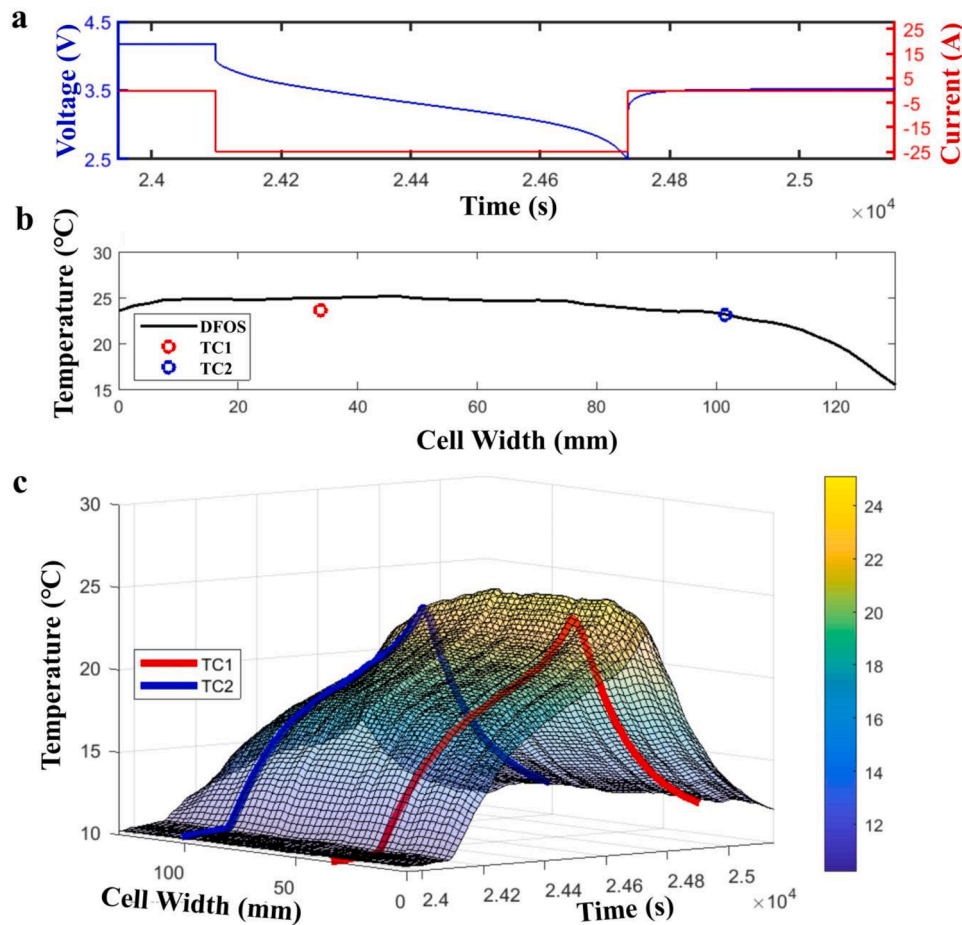 a
Voltage (V)
4.5
3.5
2.5
25
15
5
-5
-15
-25
Current (A)
2.4 2.42 2.44 2.46 2.48 2.5
Time (s)
×10⁴
b
Temperature (°C)
30
25
20
15
DFOS
TC1
TC2
0 20 40 60 80 100 120
Cell Width (mm)
c
Temperature (°C)
30
25
20
15
10
TC1
TC2
100 50 0
Cell Width (mm)
2.4 2.42 2.44 2.46 2.48 2.5
Time (s)
×10⁴
24
22
20
18
16
14
12